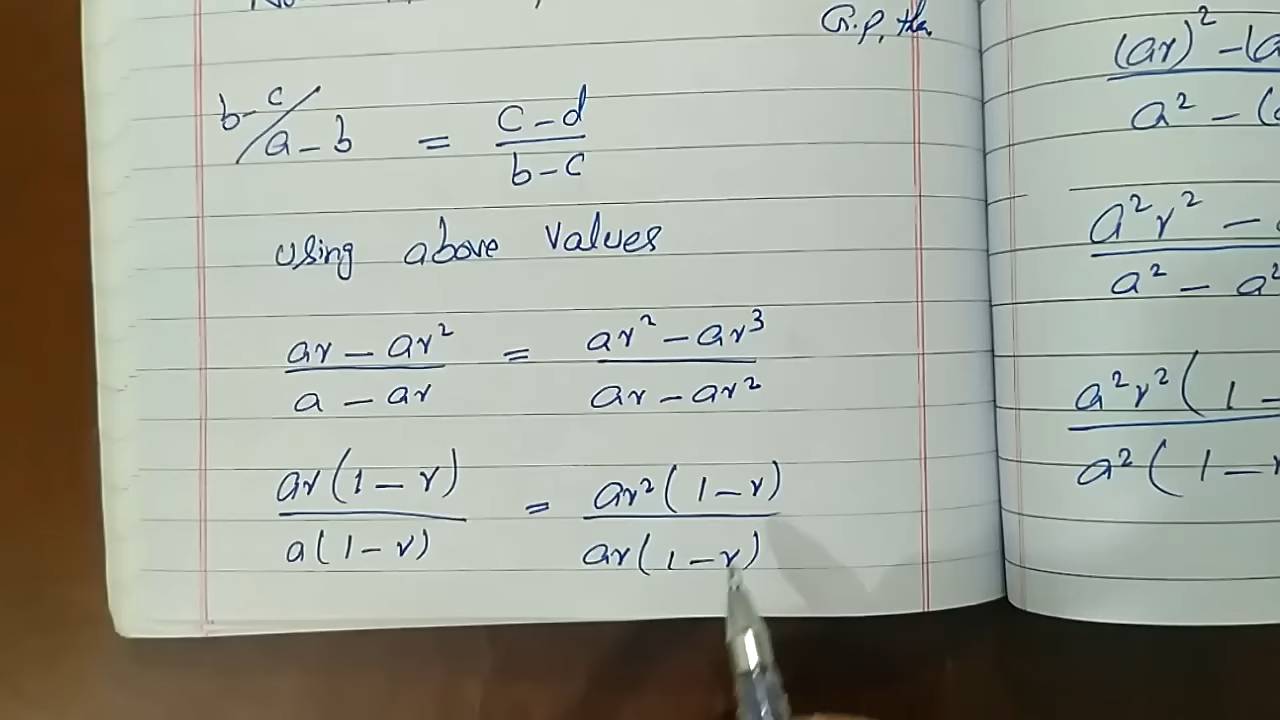 G.p, the
b-c/a-b = c-d/b-c
using above values
ar - ar²/a - ar = ar² - ar³/ar - ar²
ar(1-r)/a(1-r) = ar²(1-r)/ar(1-r)
(ar)² - (a
a² - (
a²r² -
a² - a²
a²r²(1-
a²(1-r